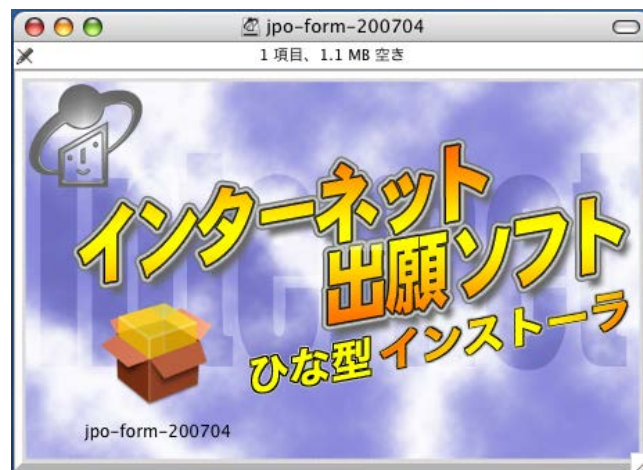 jpo-form-200704
1 項目、1.1 MB 空き
Internet
インターネット
出願ソフト
ひな型 インストーラ
jpo-form-200704